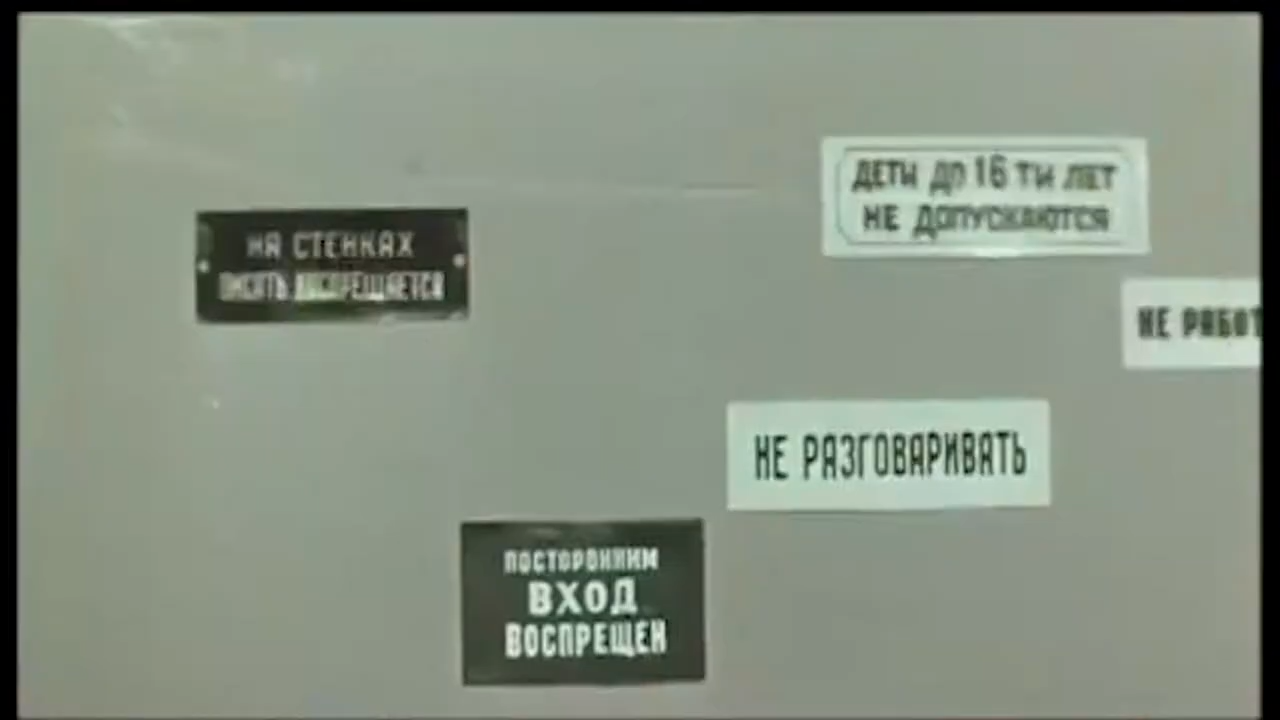 ДЕТИ ДО 16 ТИ ЛЕТ
НЕ ДОПУСКАЮТСЯ
НА СТЕНКАХ
ПИСАТЬ ВОСПРЕЩАЕТСЯ
НЕ РАБОТ
НЕ РАЗГОВАРИВАТЬ
ПОСТОРОННИМ
ВХОД
ВОСПРЕЩЕН